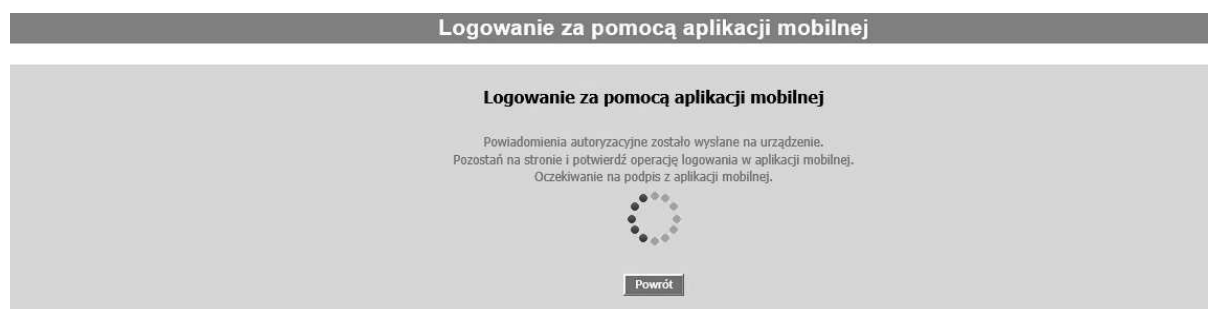 Logowanie za pomocą aplikacji mobilnej
Logowanie za pomocą aplikacji mobilnej
Powiadomienia autoryzacyjne zostało wysłane na urządzenie.
Pozostań na stronie i potwierdź operację logowania w aplikacji mobilnej.
Oczekiwanie na podpis z aplikacji mobilnej.
Powrót